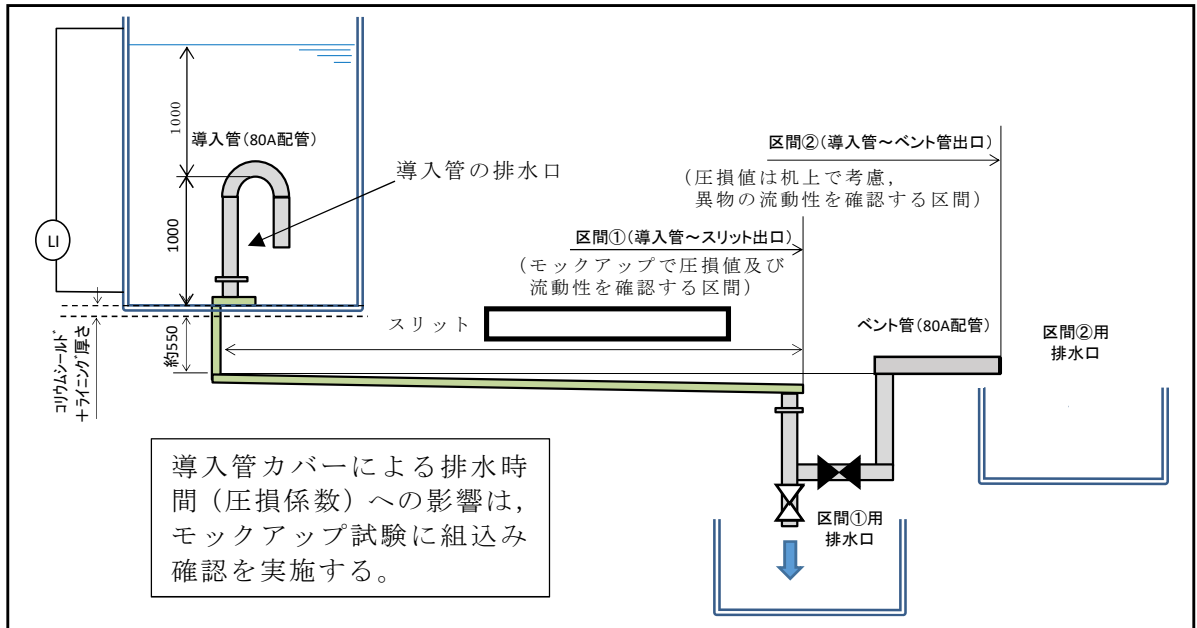 1000
導入管(80A配管)
1000
LI
コリウムシールド
+ライニング厚さ
約550
導入管の排水口
区間②(導入管～ベント管出口)
(圧損値は机上で考慮,
異物の流動性を確認する区間)
区間①(導入管～スリット出口)
(モックアップで圧損値及び
流動性を確認する区間)
スリット
ベント管(80A配管)
区間②用
排水口
区間①用
排水口
導入管カバーによる排水時
間(圧損係数)への影響は,
モックアップ試験に組込み
確認を実施する。